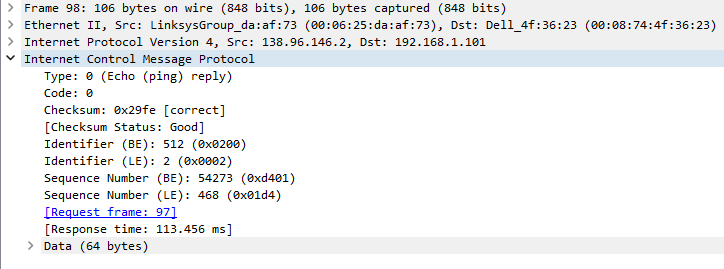 Frame 98: 106 bytes on wire (848 bits), 106 bytes captured (848 bits)
Ethernet II, Src: LinksysGroup_da:af:73 (00:06:25:da:af:73), Dst: Dell_4f:36:23 (00:08:74:4f:36:23)
Internet Protocol Version 4, Src: 138.96.146.2, Dst: 192.168.1.101
Internet Control Message Protocol
Type: 0 (Echo (ping) reply)
Code: 0
Checksum: 0x29fe [correct]
[Checksum Status: Good]
Identifier (BE): 512 (0x0200)
Identifier (LE): 2 (0x0002)
Sequence Number (BE): 54273 (0xd401)
Sequence Number (LE): 468 (0x01d4)
[Request frame: 97]
[Response time: 113.456 ms]
Data (64 bytes)